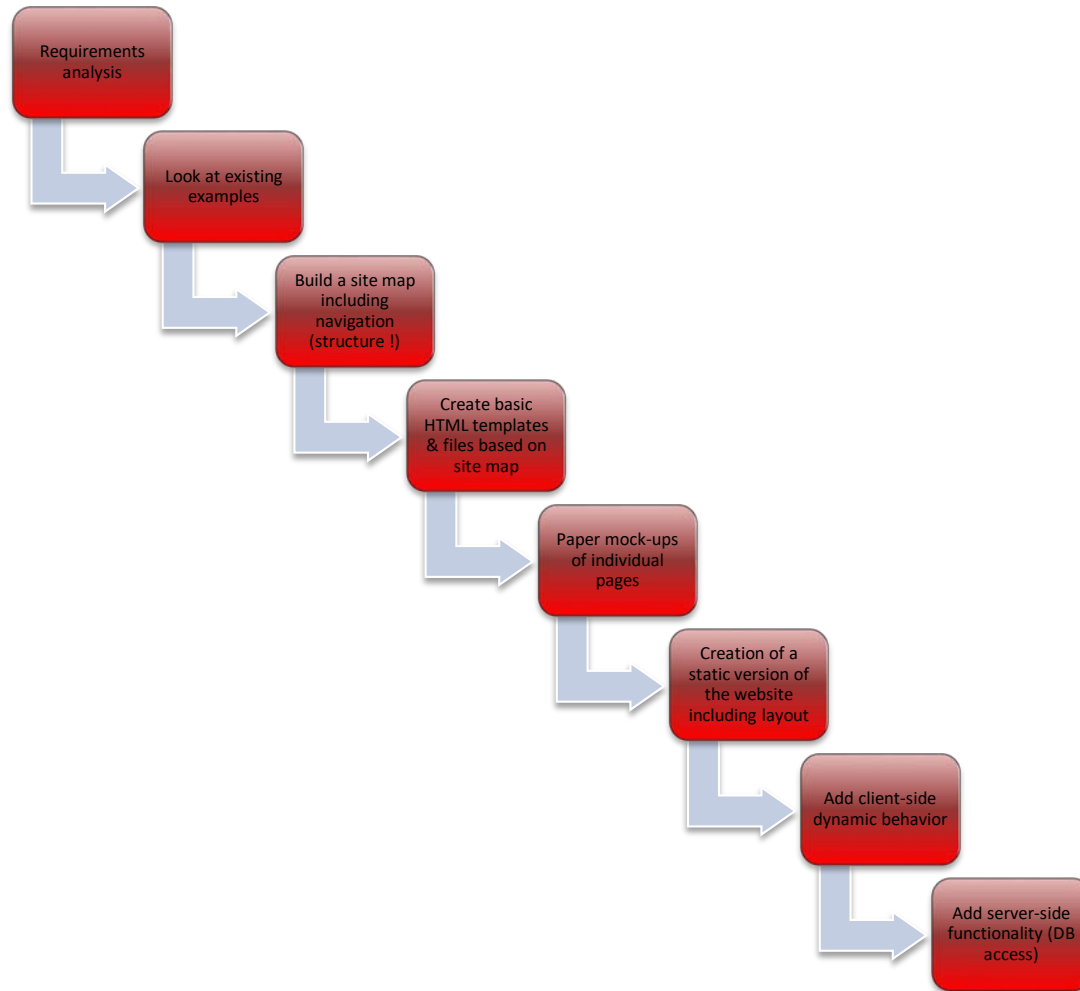 Requirements
analysis
Look at existing
examples
Build a site map
including
navigation
(structure !)
Create basic
HTML templates
& files based on
site map
Paper mock-ups
of individual
pages
Creation of a
static version of
the website
including layout
Add client-side
dynamic behavior
Add server-side
functionality (DB
access)